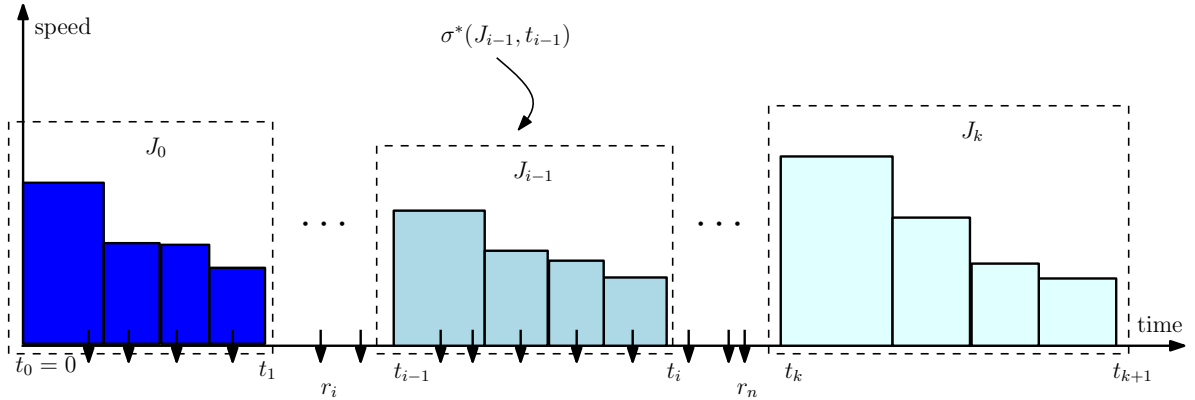 speed
σ*(J_{i−1}, t_{i−1})
J_0
J_{i−1}
J_k
· · ·
· · ·
time
t_0 = 0
t_1
r_i
t_{i−1}
t_i
r_n
t_k
t_{k+1}